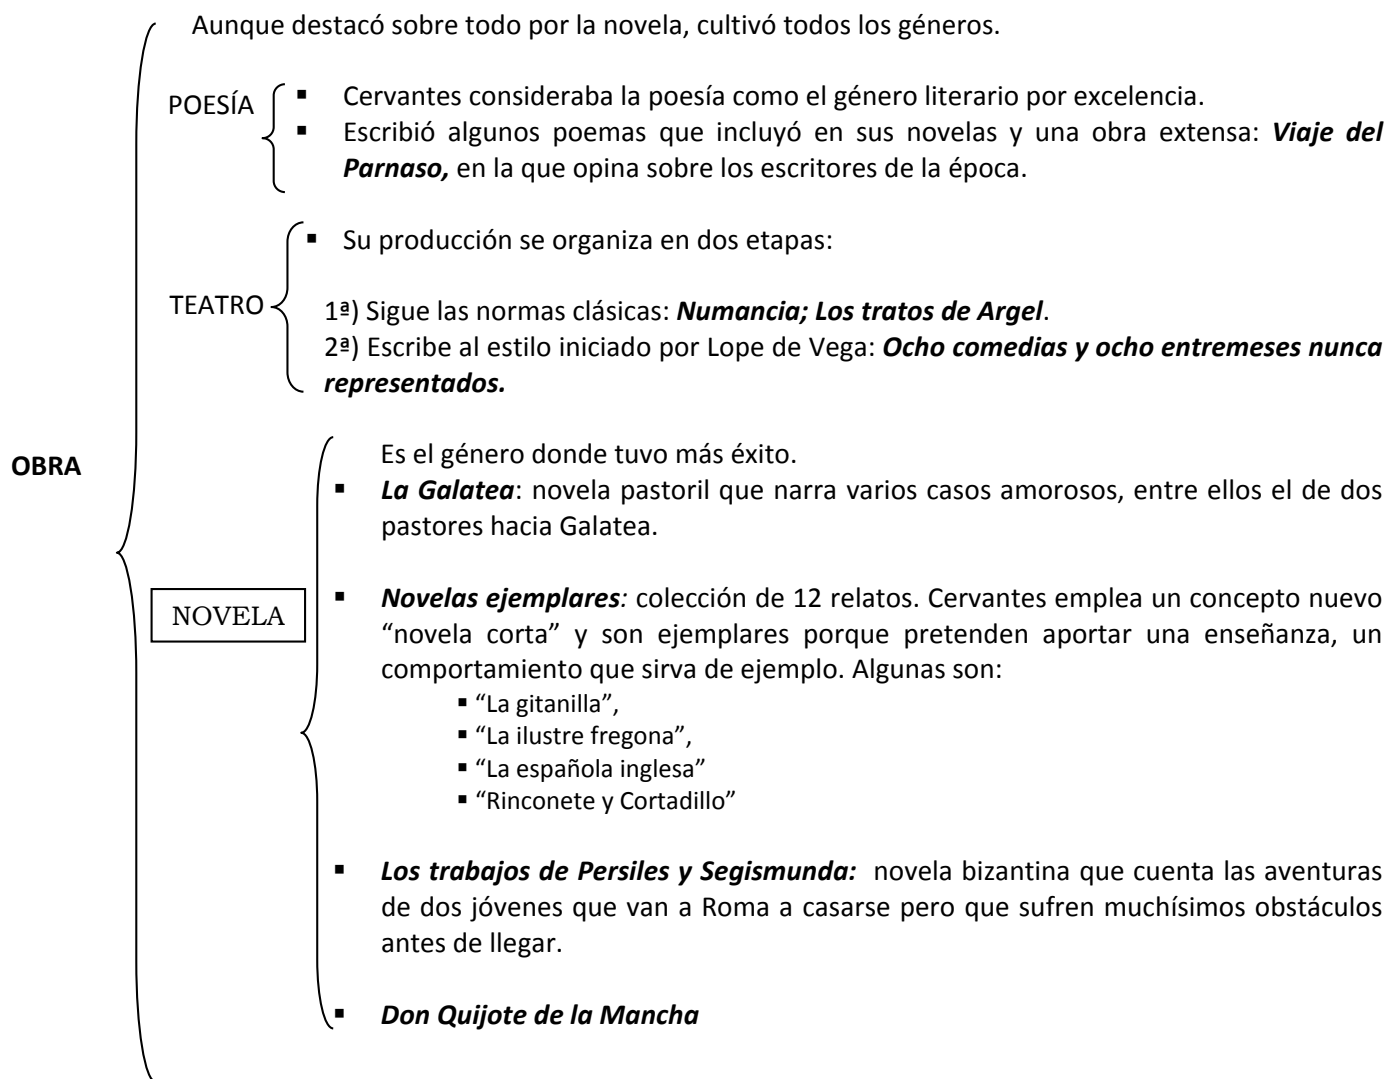 Aunque destacó sobre todo por la novela, cultivó todos los géneros.
POESÍA
▪ Cervantes consideraba la poesía como el género literario por excelencia.
▪ Escribió algunos poemas que incluyó en sus novelas y una obra extensa: Viaje del
Parnaso, en la que opina sobre los escritores de la época.
▪ Su producción se organiza en dos etapas:
TEATRO
1ª) Sigue las normas clásicas: Numancia; Los tratos de Argel.
2ª) Escribe al estilo iniciado por Lope de Vega: Ocho comedias y ocho entremeses nunca
representados.
OBRA
Es el género donde tuvo más éxito.
▪ La Galatea: novela pastoril que narra varios casos amorosos, entre ellos el de dos
pastores hacia Galatea.
NOVELA
▪ Novelas ejemplares: colección de 12 relatos. Cervantes emplea un concepto nuevo
“novela corta” y son ejemplares porque pretenden aportar una enseñanza, un
comportamiento que sirva de ejemplo. Algunas son:
▪ “La gitanilla”,
▪ “La ilustre fregona”,
▪ “La española inglesa”
▪ “Rinconete y Cortadillo”
▪ Los trabajos de Persiles y Segismunda: novela bizantina que cuenta las aventuras
de dos jóvenes que van a Roma a casarse pero que sufren muchísimos obstáculos
antes de llegar.
▪ Don Quijote de la Mancha